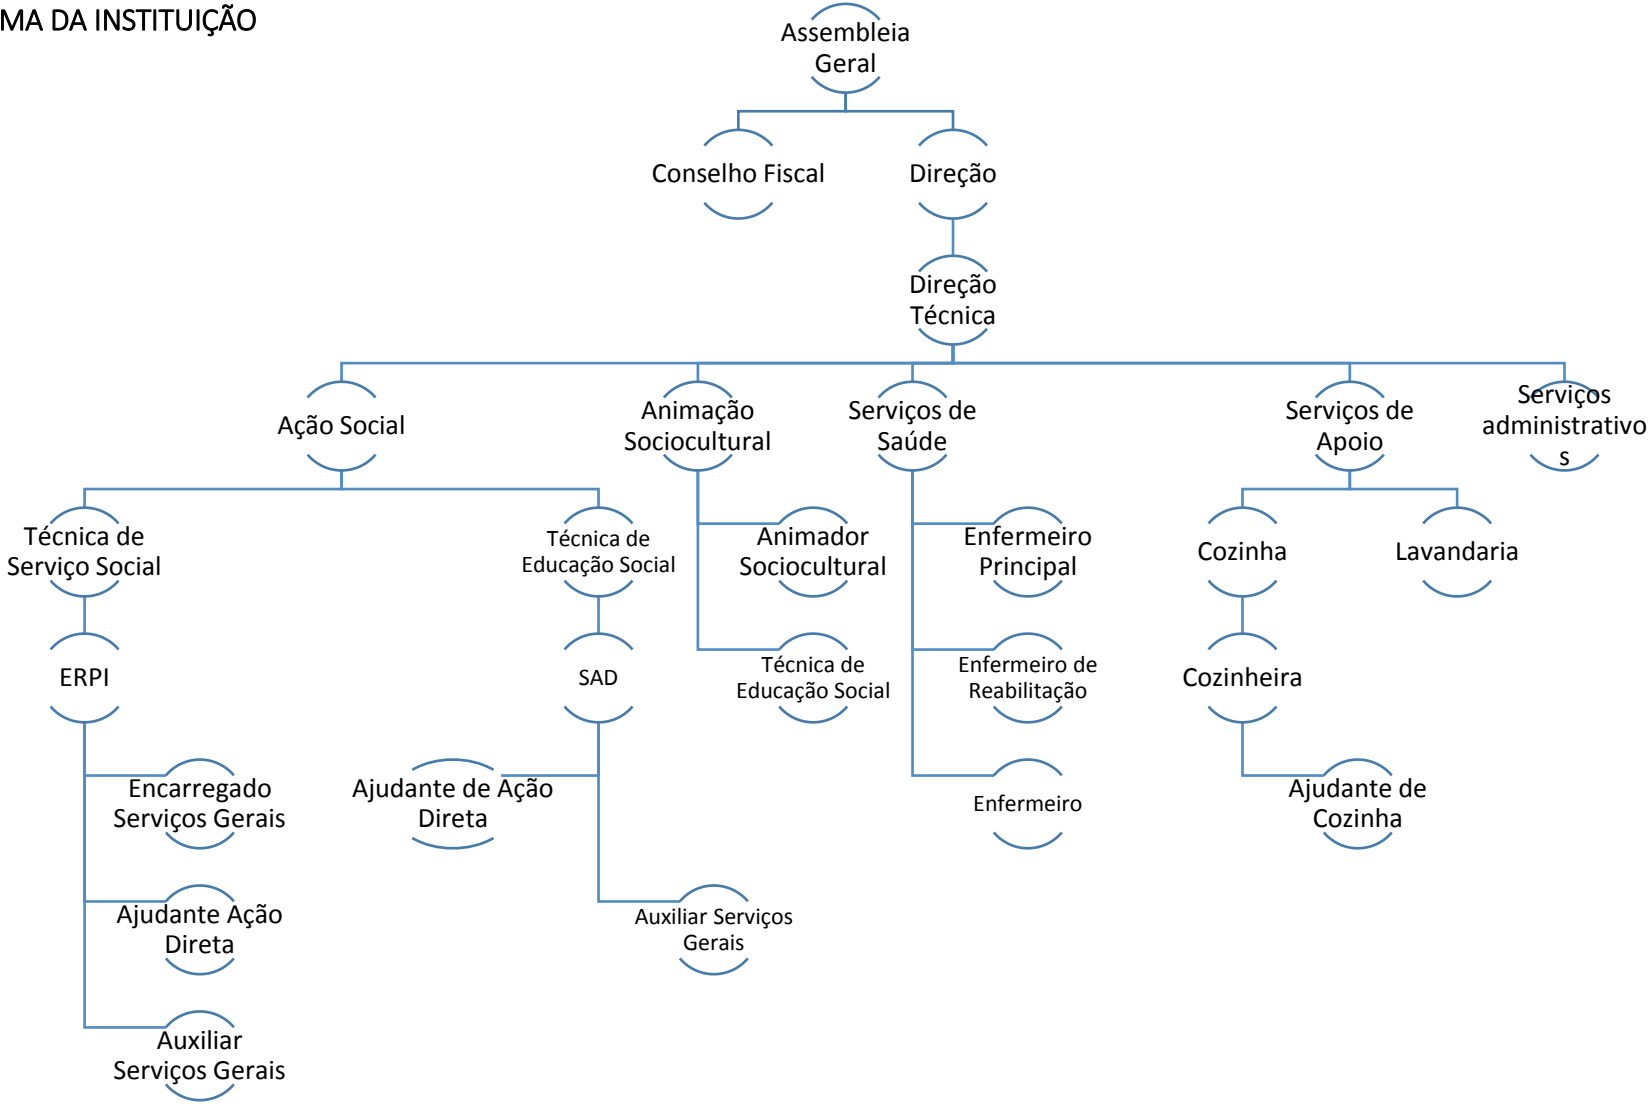 MA DA INSTITUIÇÃO
Assembleia
Geral
Conselho Fiscal
Direção
Direção
Técnica
Ação Social
Animação
Sociocultural
Serviços de
Saúde
Serviços de
Apoio
Serviços
administrativo
s
Técnica de
Serviço Social
Técnica de
Educação Social
Animador
Sociocultural
Enfermeiro
Principal
Cozinha
Lavandaria
ERPI
SAD
Técnica de
Educação Social
Enfermeiro de
Reabilitação
Cozinheira
Encarregado
Serviços Gerais
Ajudante de Ação
Direta
Enfermeiro
Ajudante de
Cozinha
Ajudante Ação
Direta
Auxiliar Serviços
Gerais
Auxiliar
Serviços Gerais